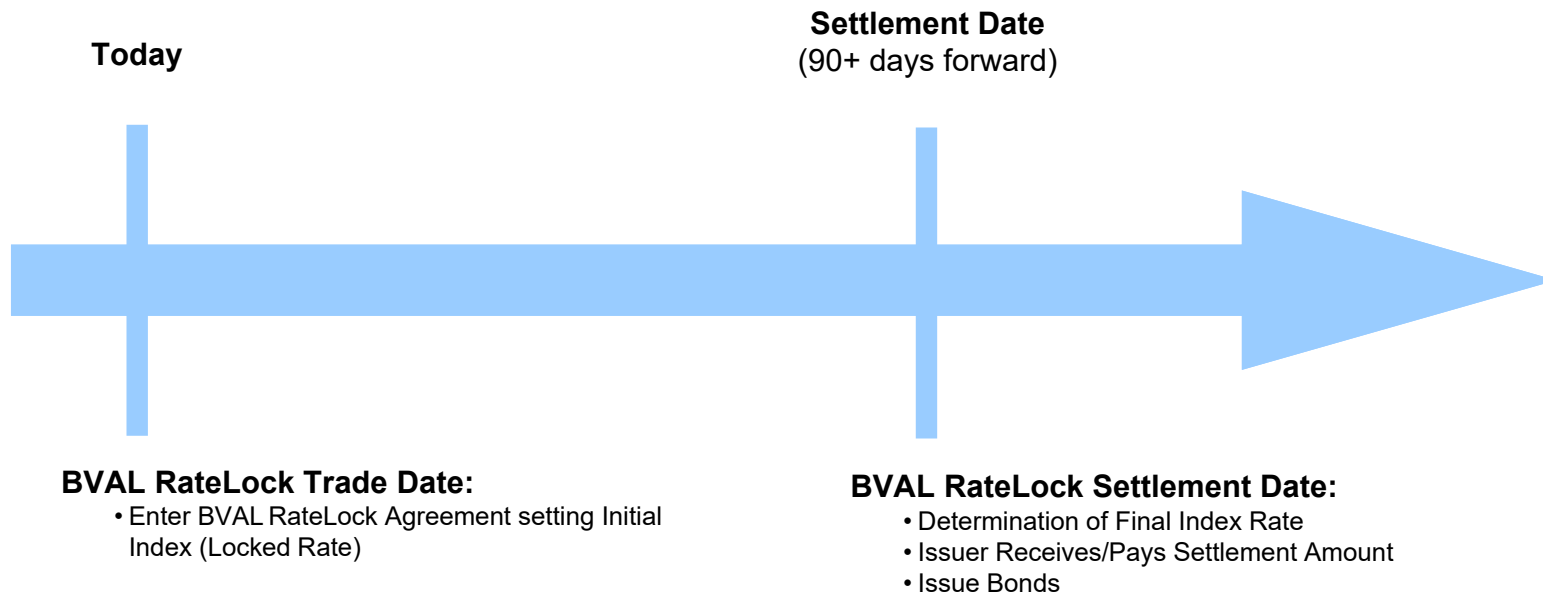 Today
Settlement Date
(90+ days forward)
BVAL RateLock Trade Date:
• Enter BVAL RateLock Agreement setting Initial
Index (Locked Rate)
BVAL RateLock Settlement Date:
• Determination of Final Index Rate
• Issuer Receives/Pays Settlement Amount
• Issue Bonds